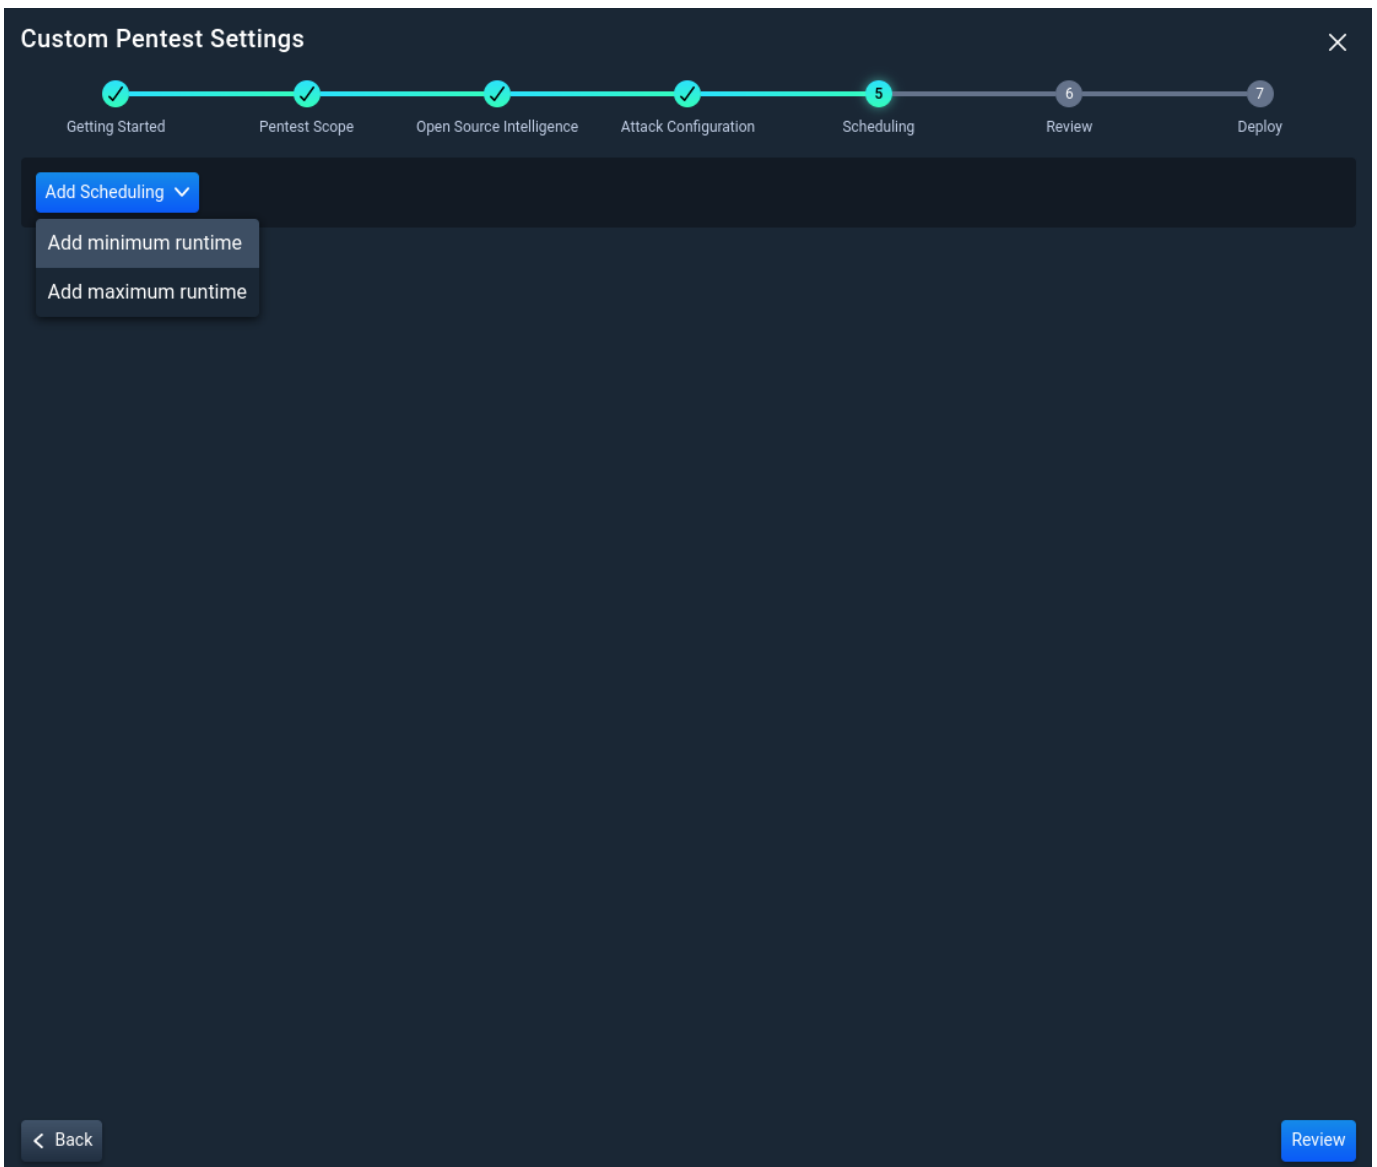 Custom Pentest Settings
5 6 7
Getting Started Pentest Scope Open Source Intelligence Attack Configuration Scheduling Review Deploy
Add Scheduling
Add minimum runtime
Add maximum runtime
Back Review